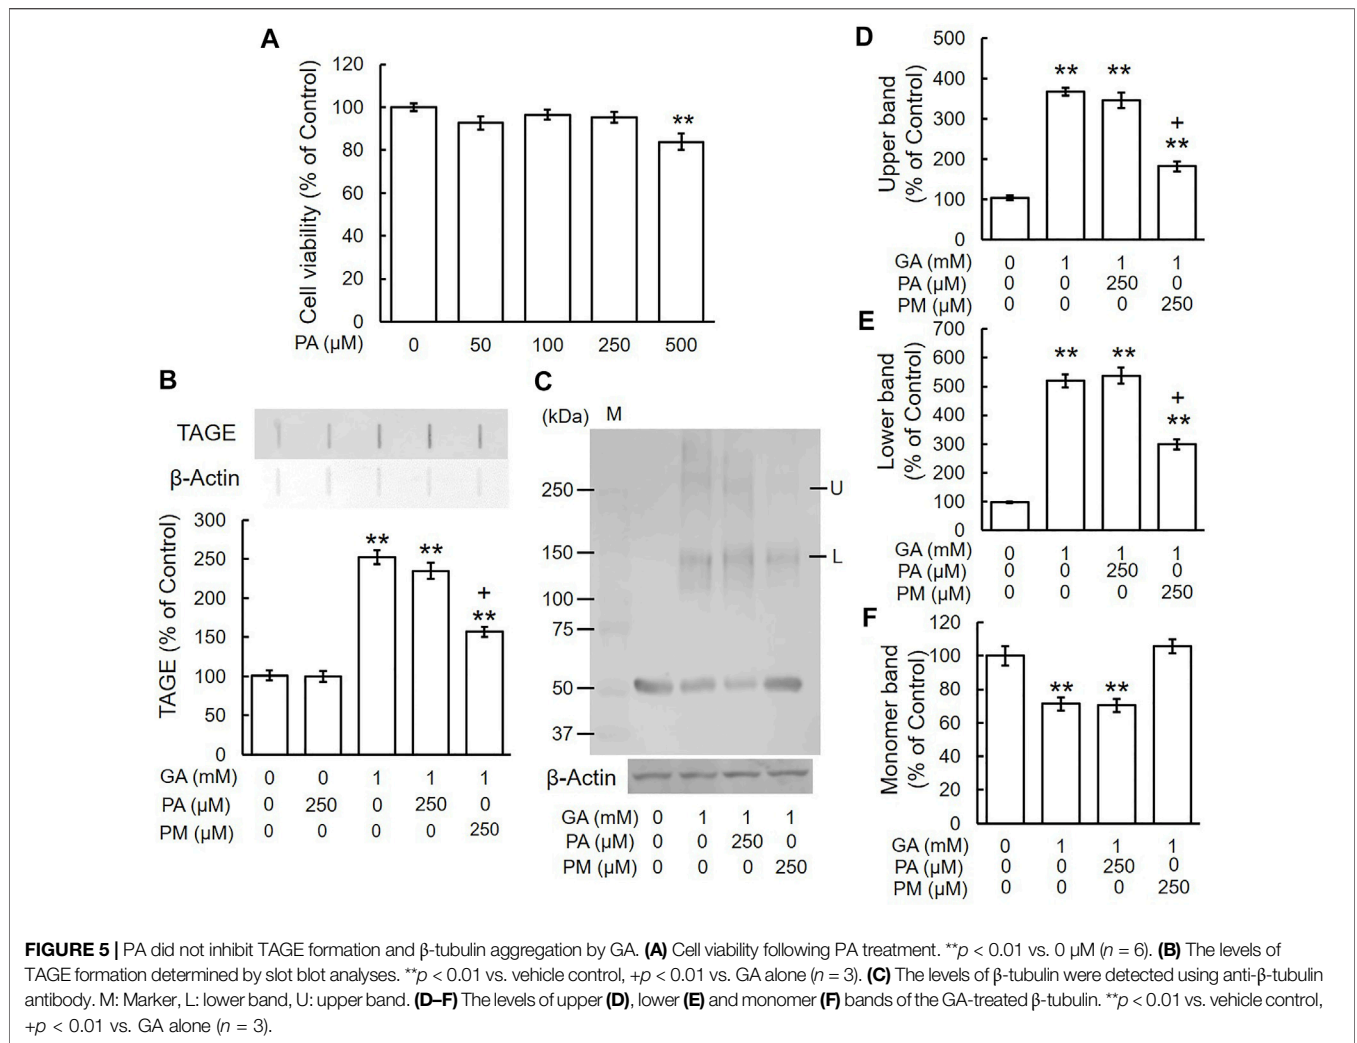 A
Cell viability (% of Control)
120
100
80
60
40
20
0
**
PA (µM) 0 50 100 250 500
B
TAGE
β-Actin
TAGE (% of Control)
300
250
200
150
100
50
0
** ** + **
GA (mM) 0 0 1 1 1
PA (µM) 0 250 0 250 0
PM (µM) 0 0 0 0 250
C
(kDa) M
250
150
100
75
50
37
U
L
β-Actin
GA (mM) 0 1 1 1
PA (µM) 0 0 250 0
PM (µM) 0 0 0 250
D
Upper band
(% of Control)
500
400
300
200
100
0
** ** + **
GA (mM) 0 1 1 1
PA (µM) 0 0 250 0
PM (µM) 0 0 0 250
E
Lower band
(% of Control)
700
600
500
400
300
200
100
0
** ** + **
GA (mM) 0 1 1 1
PA (µM) 0 0 250 0
PM (µM) 0 0 0 250
F
Monomer band
(% of Control)
120
100
80
60
40
20
0
** **
GA (mM) 0 1 1 1
PA (µM) 0 0 250 0
PM (µM) 0 0 0 250
FIGURE 5 | PA did not inhibit TAGE formation and β-tubulin aggregation by GA. (A) Cell viability following PA treatment. **p < 0.01 vs. 0 µM (n = 6). (B) The levels of
TAGE formation determined by slot blot analyses. **p < 0.01 vs. vehicle control, +p < 0.01 vs. GA alone (n = 3). (C) The levels of β-tubulin were detected using anti-β-tubulin
antibody. M: Marker, L: lower band, U: upper band. (D–F) The levels of upper (D), lower (E) and monomer (F) bands of the GA-treated β-tubulin. **p < 0.01 vs. vehicle control,
+p < 0.01 vs. GA alone (n = 3).